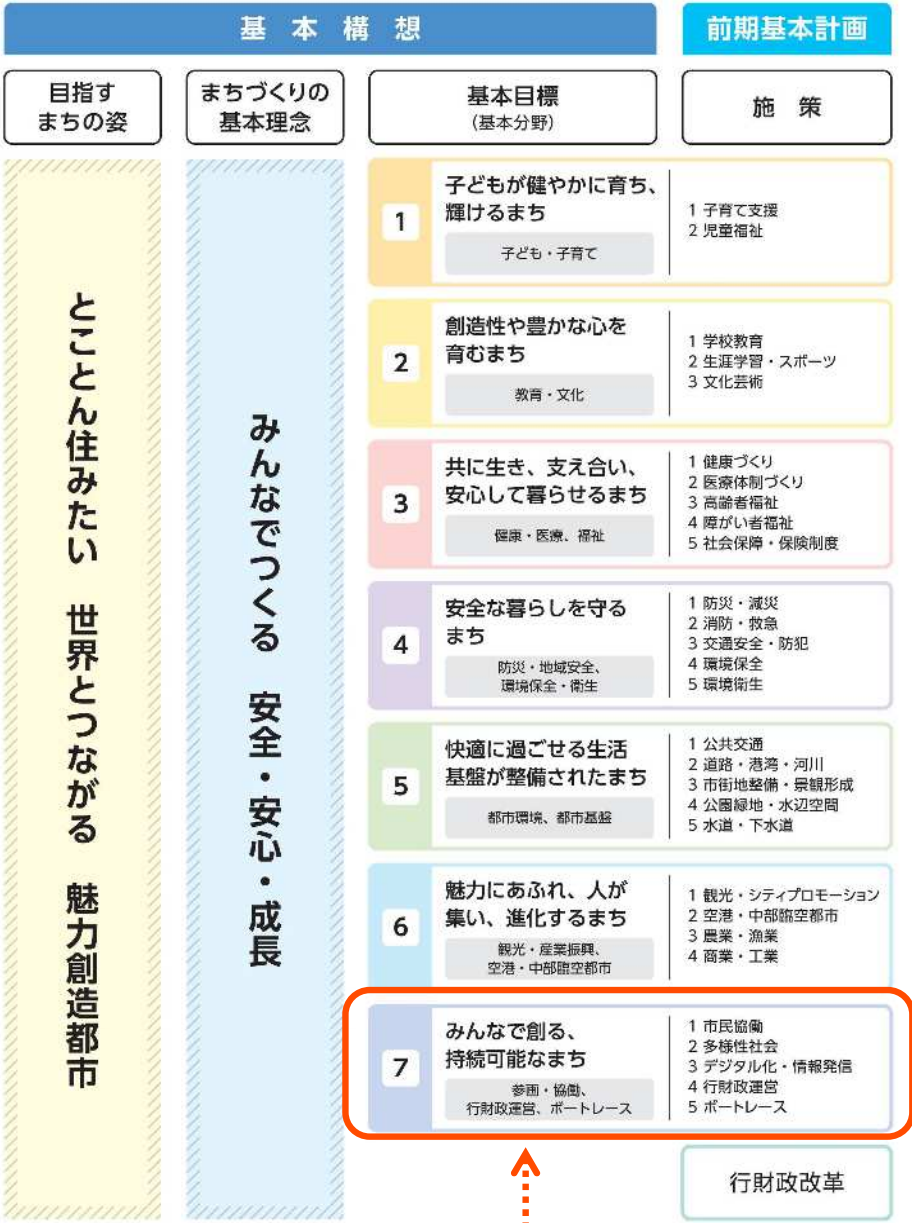 基本構想
前期基本計画
目指す
まちの姿
まちづくりの
基本理念
基本目標
(基本分野)
施策
とことん住みたい 世界とつながる 魅力創造都市
みんなでつくる 安全・安心・成長
1
子どもが健やかに育ち、
輝けるまち
子ども・子育て
1 子育て支援
2 児童福祉
2
創造性や豊かな心を
育むまち
教育・文化
1 学校教育
2 生涯学習・スポーツ
3 文化芸術
3
共に生き、支え合い、
安心して暮らせるまち
健康・医療、福祉
1 健康づくり
2 医療体制づくり
3 高齢者福祉
4 障がい者福祉
5 社会保障・保険制度
4
安全な暮らしを守る
まち
防災・地域安全、
環境保全・衛生
1 防災・減災
2 消防・救急
3 交通安全・防犯
4 環境保全
5 環境衛生
5
快適に過ごせる生活
基盤が整備されたまち
都市環境、都市基盤
1 公共交通
2 道路・港湾・河川
3 市街地整備・景観形成
4 公園緑地・水辺空間
5 水道・下水道
6
魅力にあふれ、人が
集い、進化するまち
観光・産業振興、
空港・中部臨空都市
1 観光・シティプロモーション
2 空港・中部臨空都市
3 農業・漁業
4 商業・工業
7
みんなで創る、
持続可能なまち
参画・協働、
行財政運営、ボートレース
1 市民協働
2 多様性社会
3 デジタル化・情報発信
4 行財政運営
5 ボートレース
行財政改革